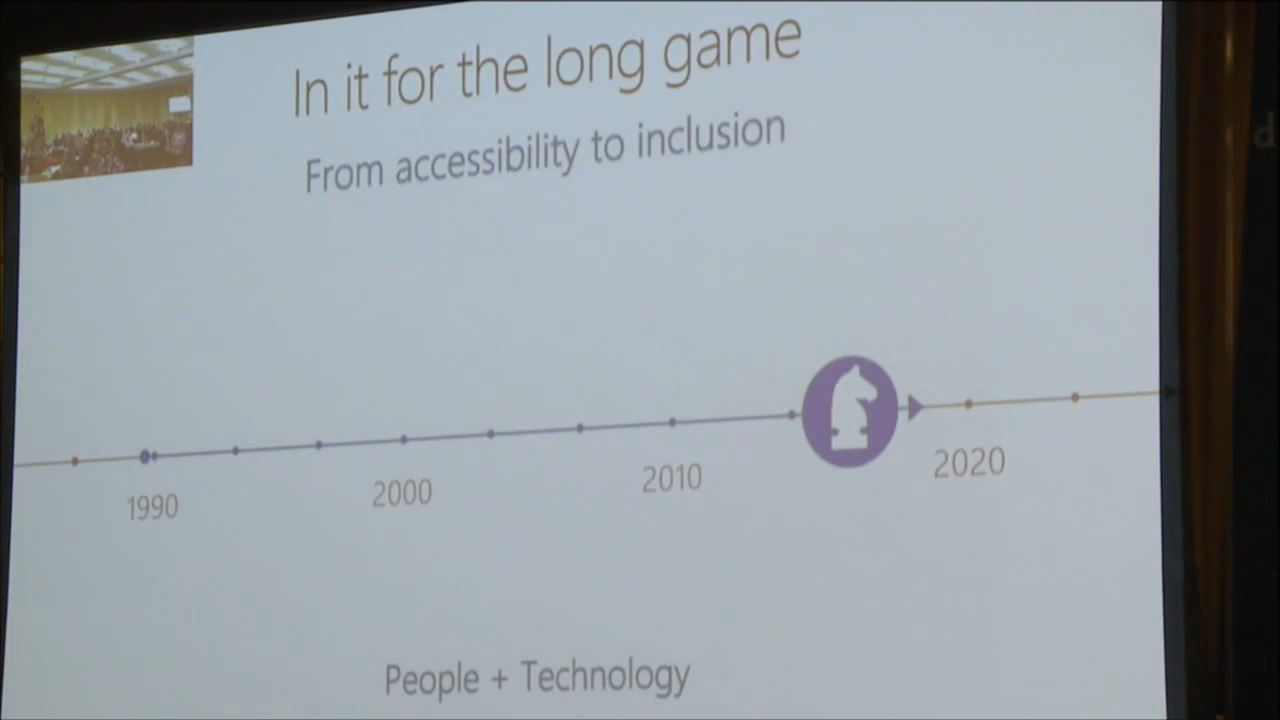 In it for the long game
From accessibility to inclusion
1990
2000
2010
2020
People + Technology